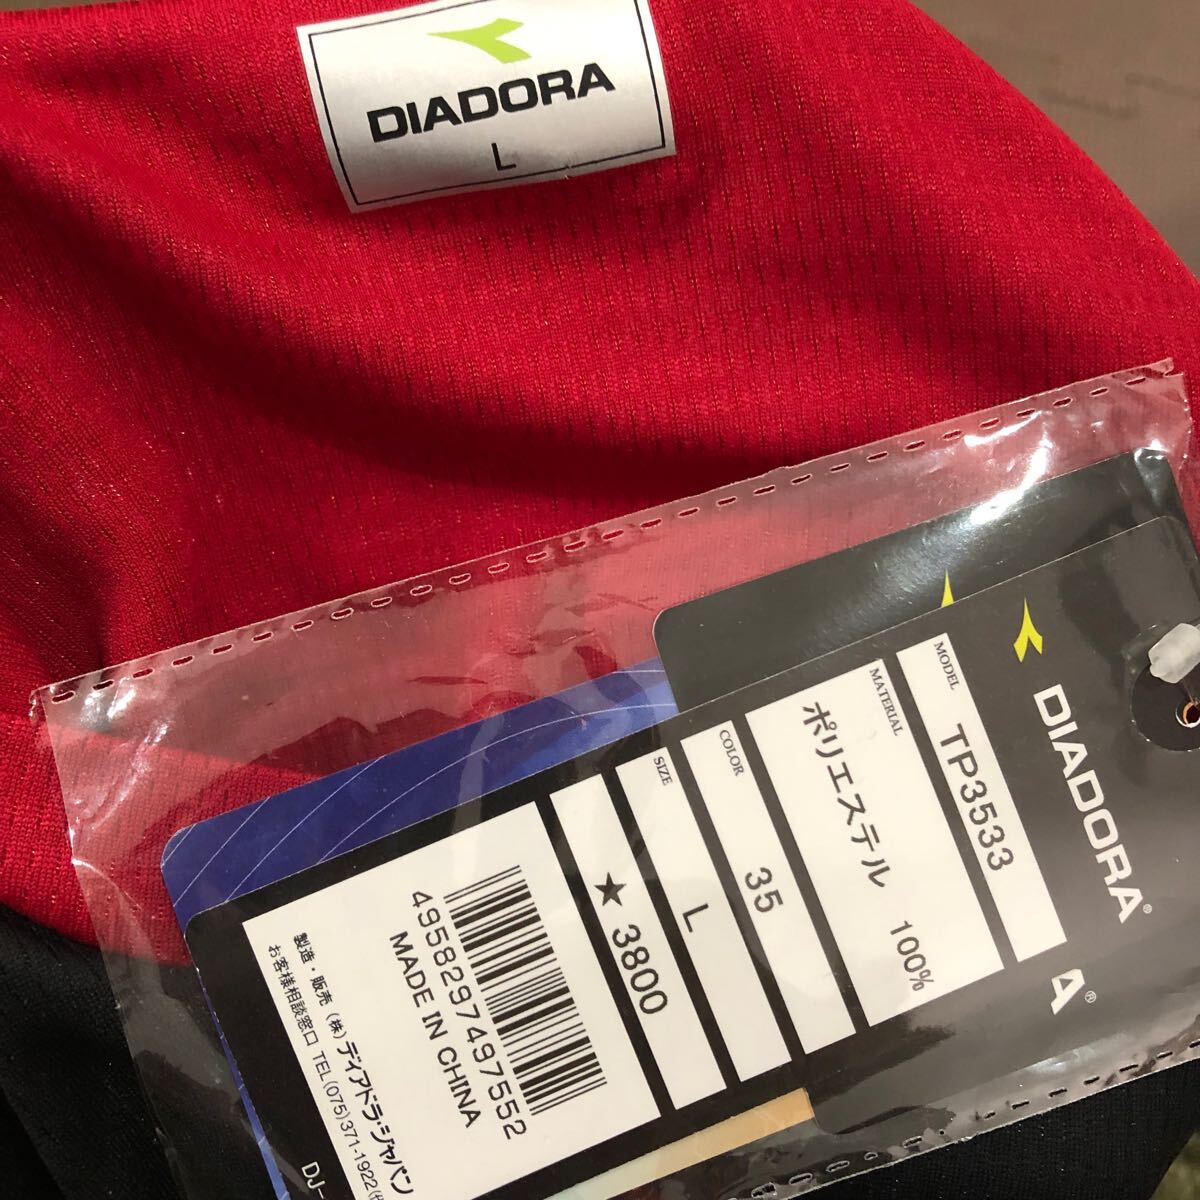 DIADORA
L
DIADORA®
A®
MODEL
TP3533
MATERIAL
ポリエステル 100%
COLOR
35
SIZE
L
★ 3800
4958297497552
MADE IN CHINA
製造・販売 (株)ディアドラ・ジャパン
お客様相談窓口 TEL(075)371-1922
DJ-